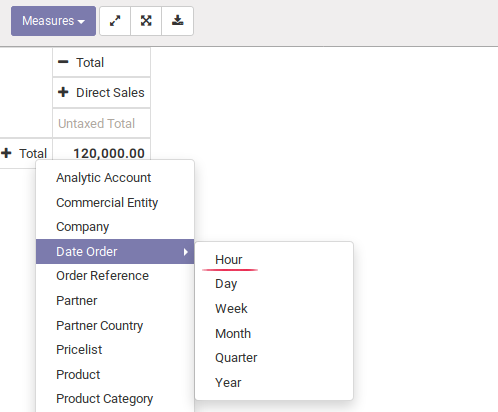 Measures
Total
Direct Sales
Untaxed Total
Total 120,000.00
Analytic Account
Commercial Entity
Company
Date Order
Order Reference
Partner
Partner Country
Pricelist
Product
Product Category
Hour
Day
Week
Month
Quarter
Year